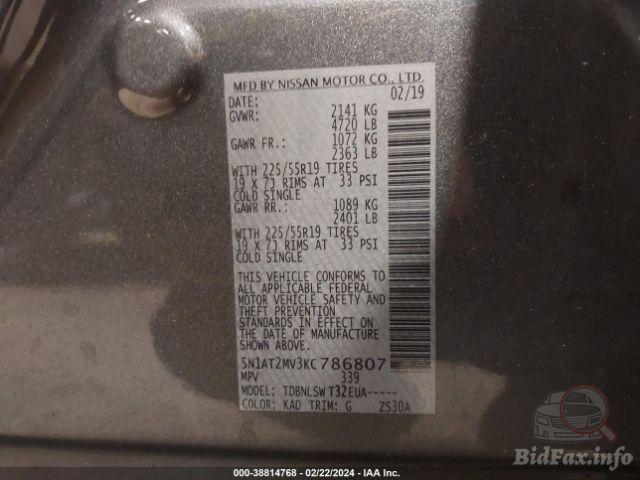 MFD BY NISSAN MOTOR CO., LTD.
DATE: 02/19
GVWR: 2141 KG
4720 LB
GAWR FR.: 1072 KG
2363 LB
WITH 225/55R19 TIRES
19 x 7J RIMS AT 33 PSI
COLD SINGLE
GAWR RR.: 1089 KG
2401 LB
WITH 225/55R19 TIRES
19 x 7J RIMS AT 33 PSI
COLD SINGLE
THIS VEHICLE CONFORMS TO
ALL APPLICABLE FEDERAL
MOTOR VEHICLE SAFETY AND
THEFT PREVENTION
STANDARDS IN EFFECT ON
THE DATE OF MANUFACTURE
SHOWN ABOVE.
5N1AT2MV3KC786807
MPV 339
MODEL: TDBNLSW T32EUA-----
COLOR: KAD TRIM: G ZS30A
BidFax.info
000-38814768 - 02/22/2024 - IAA Inc.